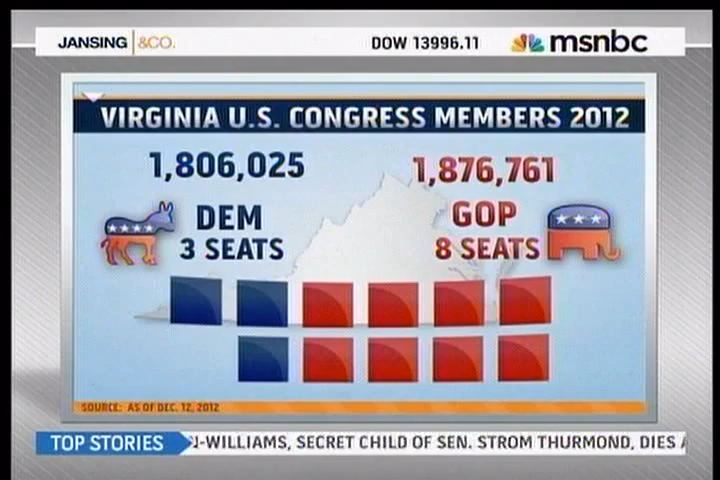 JANSING &CO. DOW 13996.11 msnbc
VIRGINIA U.S. CONGRESS MEMBERS 2012
1,806,025 1,876,761
DEM GOP
3 SEATS 8 SEATS
SOURCE: AS OF DEC. 12, 2012
TOP STORIES -WILLIAMS, SECRET CHILD OF SEN. STROM THURMOND, DIES